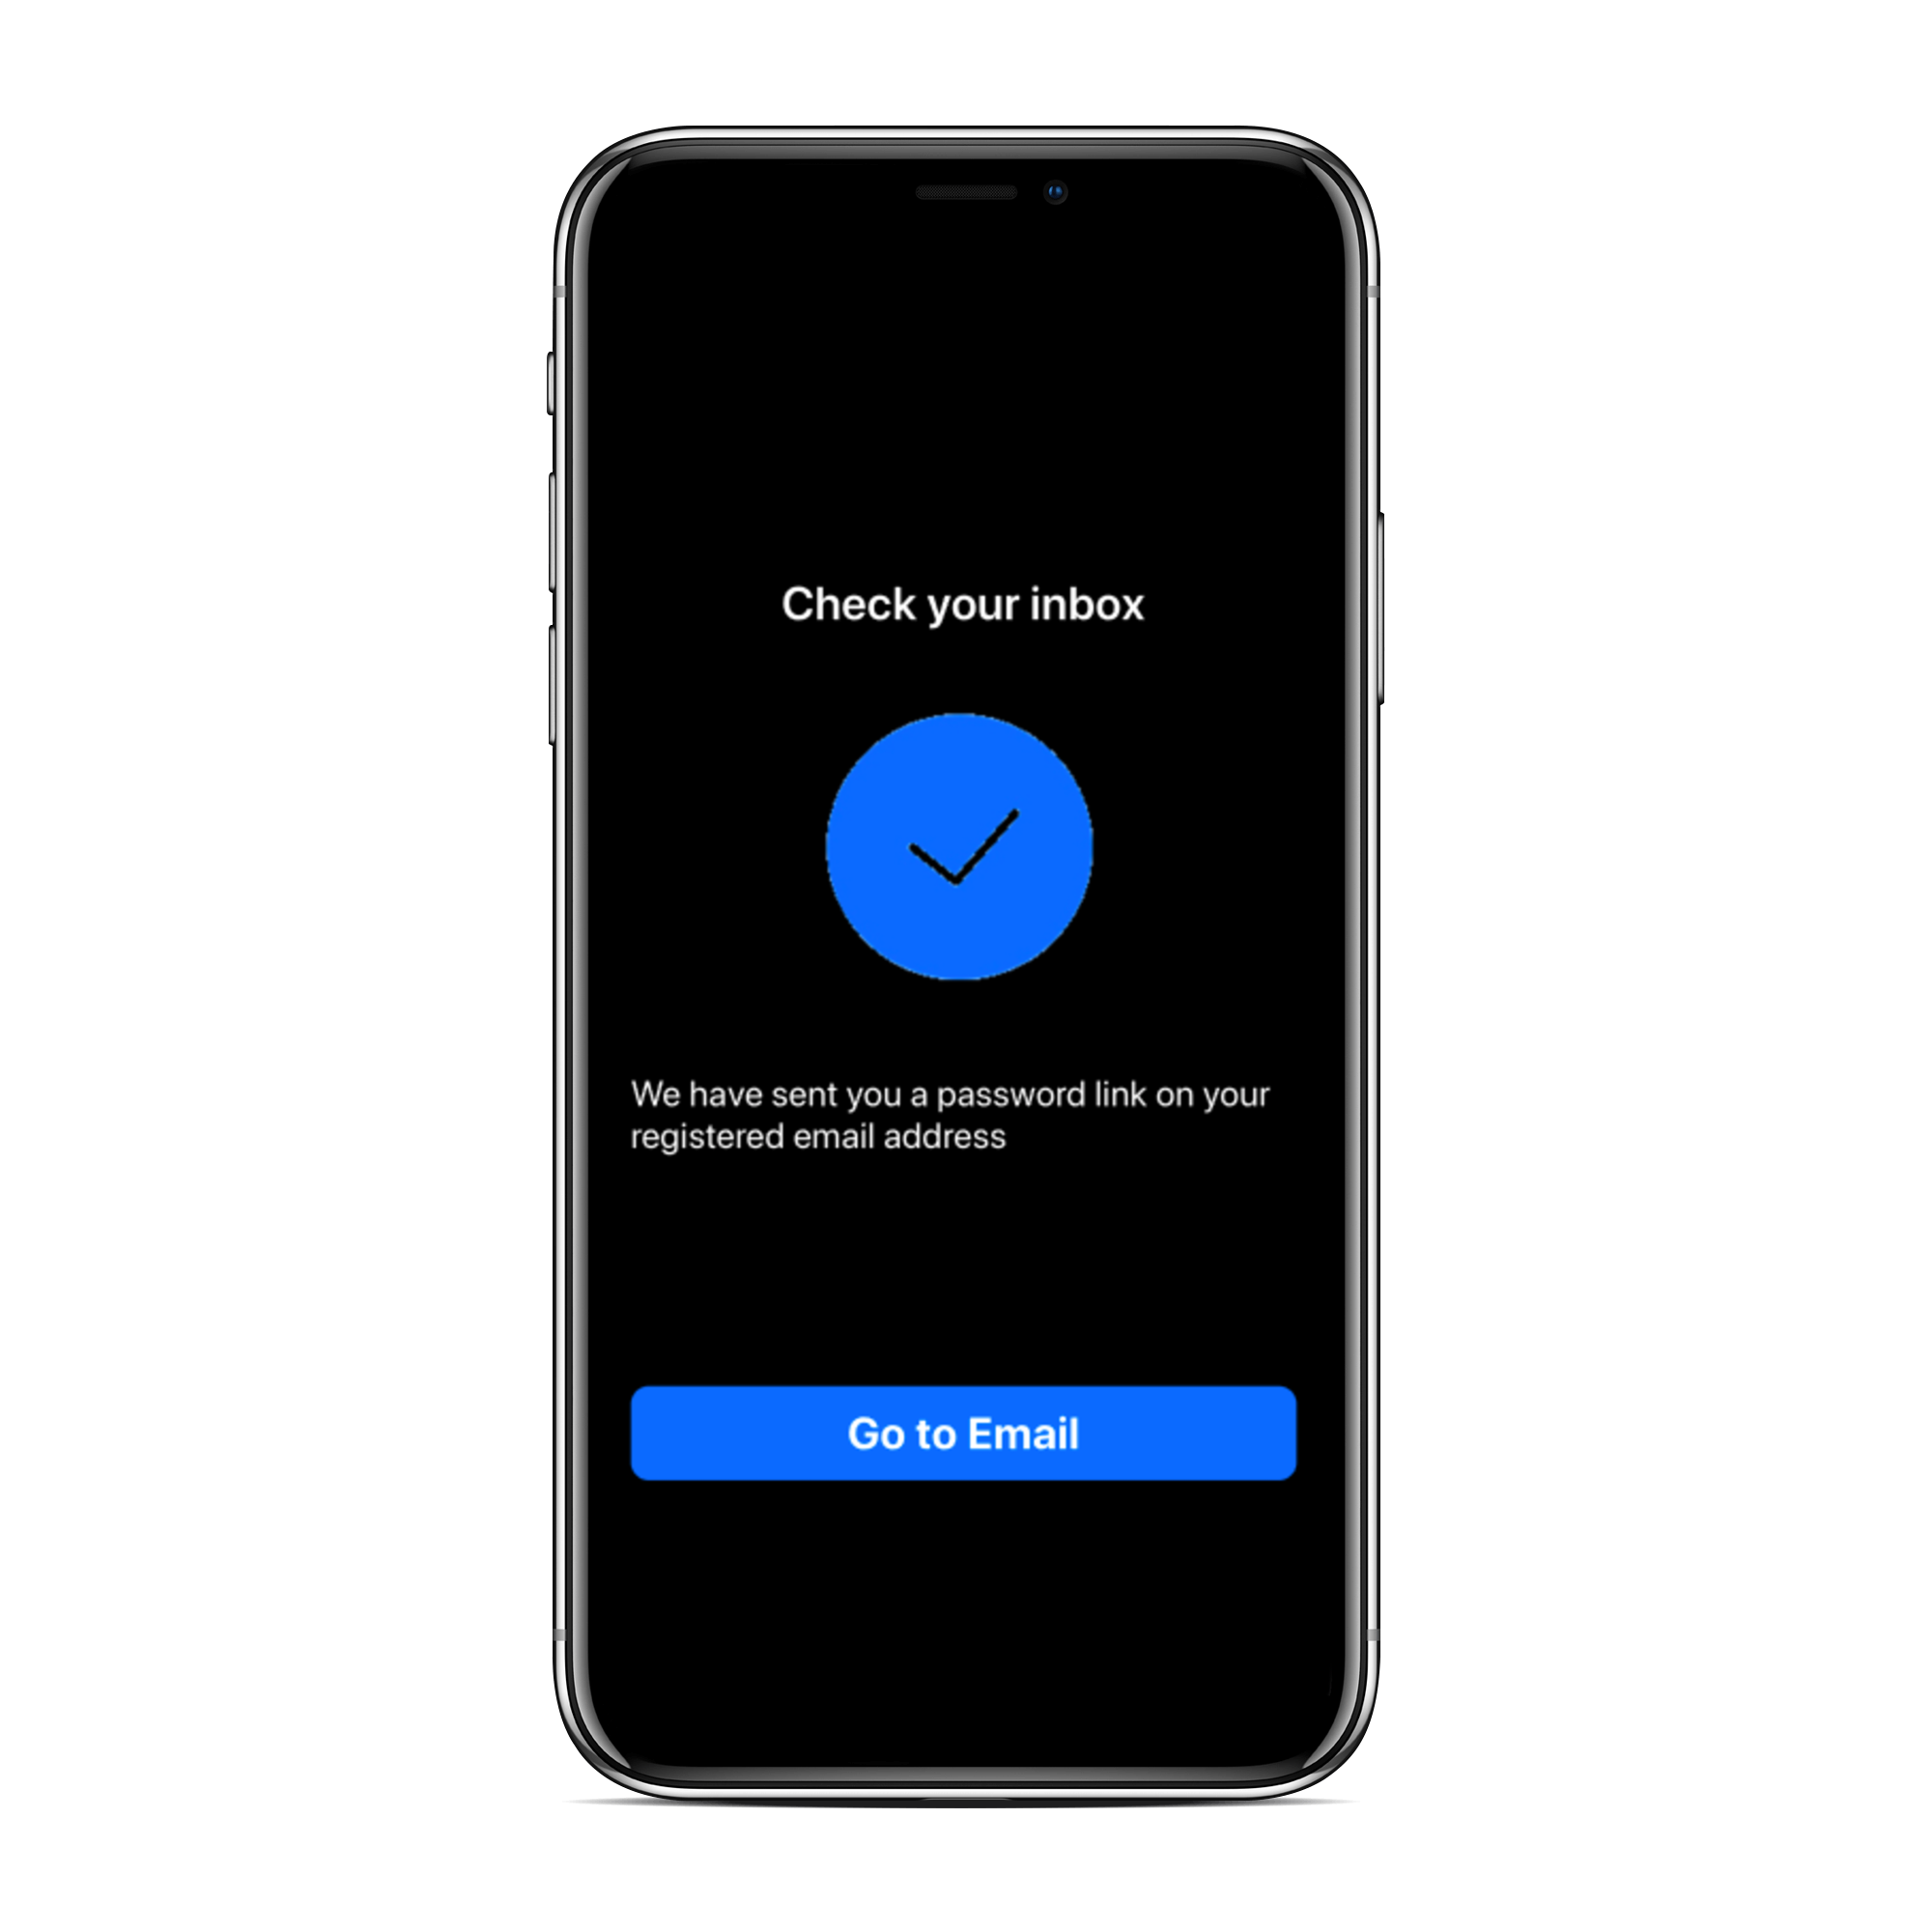 Check your inbox
We have sent you a password link on your
registered email address
Go to Email